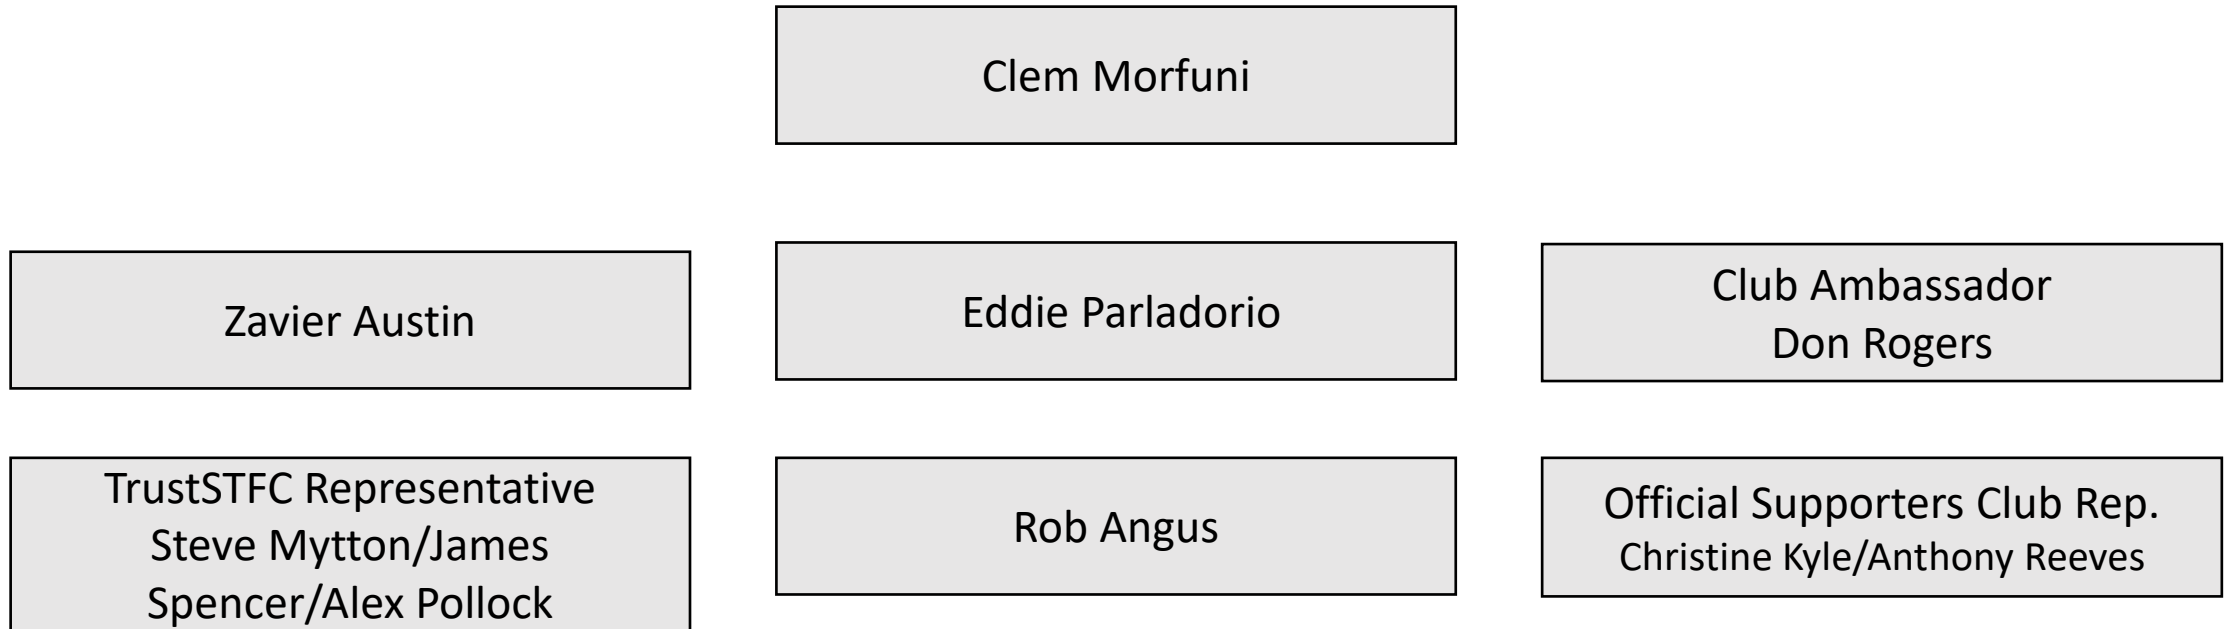 Clem Morfuni
Zavier Austin
Eddie Parladorio
Club Ambassador
Don Rogers
TrustSTFC Representative
Steve Mytton/James
Spencer/Alex Pollock
Rob Angus
Official Supporters Club Rep.
Christine Kyle/Anthony Reeves